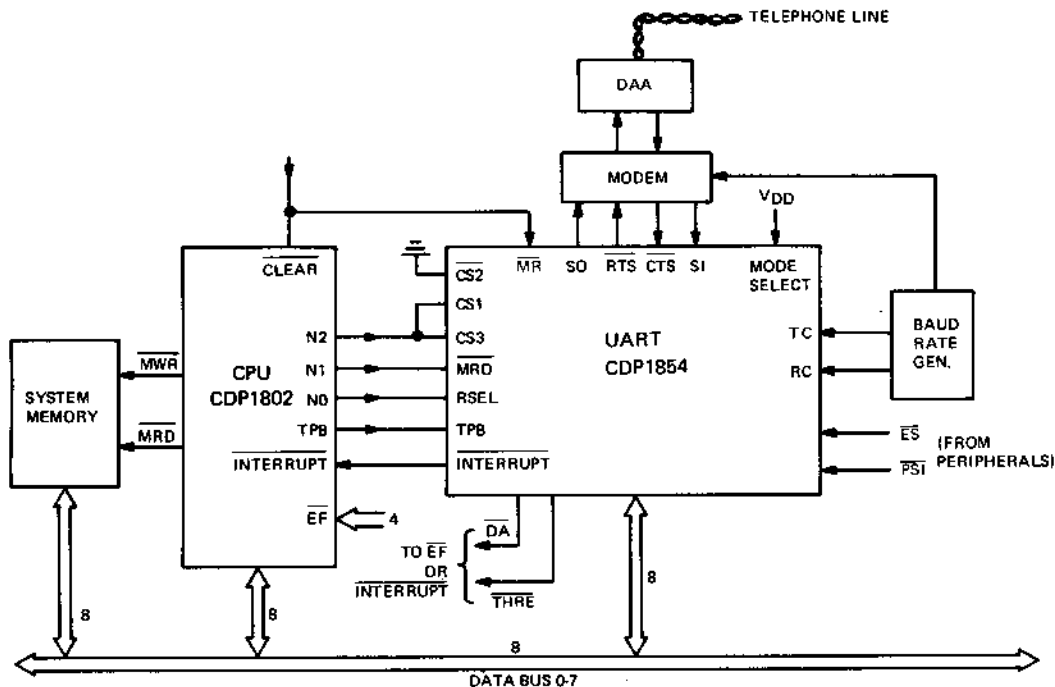 TELEPHONE LINE
DAA
MODEM
VDD
CLEAR
MR SO RTS CTS SI MODE SELECT
CS2
CS1
CS3
MRD
RSEL
TPB
INTERRUPT
UART
CDP1854
TC
RC
BAUD
RATE
GEN.
N2
N1
N0
TPB
INTERRUPT
EF
4
CPU
CDP1802
MWR
MRD
SYSTEM
MEMORY
ES
PSI
(FROM
PERIPHERALS)
DA
THRE
TO EF
OR
INTERRUPT
8
8
8
8
DATA BUS 0-7